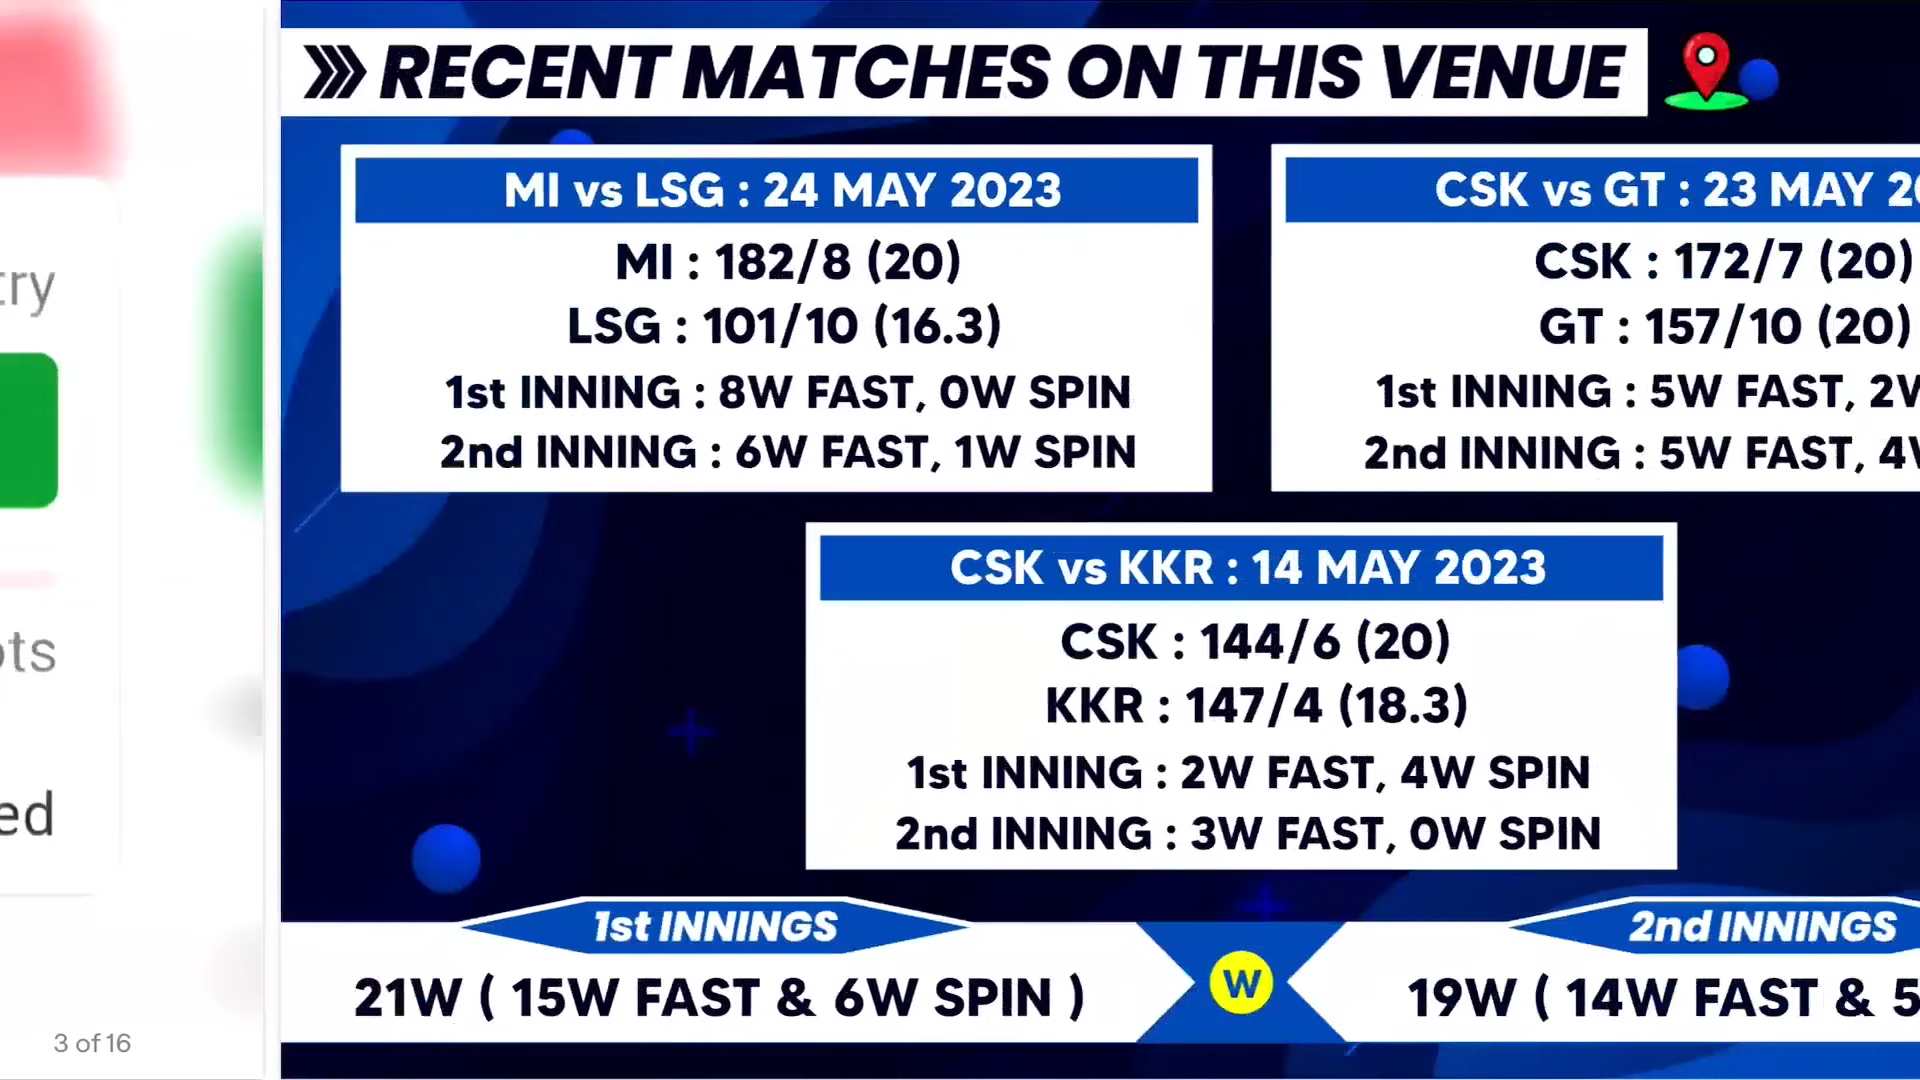 RECENT MATCHES ON THIS VENUE
MI vs LSG : 24 MAY 2023
MI : 182/8 (20)
LSG : 101/10 (16.3)
1st INNING : 8W FAST, 0W SPIN
2nd INNING : 6W FAST, 1W SPIN
CSK vs GT : 23 MAY
CSK : 172/7 (20)
GT : 157/10 (20)
1st INNING : 5W FAST, 2W
2nd INNING : 5W FAST,
CSK vs KKR : 14 MAY 2023
CSK : 144/6 (20)
KKR : 147/4 (18.3)
1st INNING : 2W FAST, 4W SPIN
2nd INNING : 3W FAST, 0W SPIN
1st INNINGS
21W ( 15W FAST & 6W SPIN )
W
2nd INNINGS
19W ( 14W FAST & 5
3 of 16